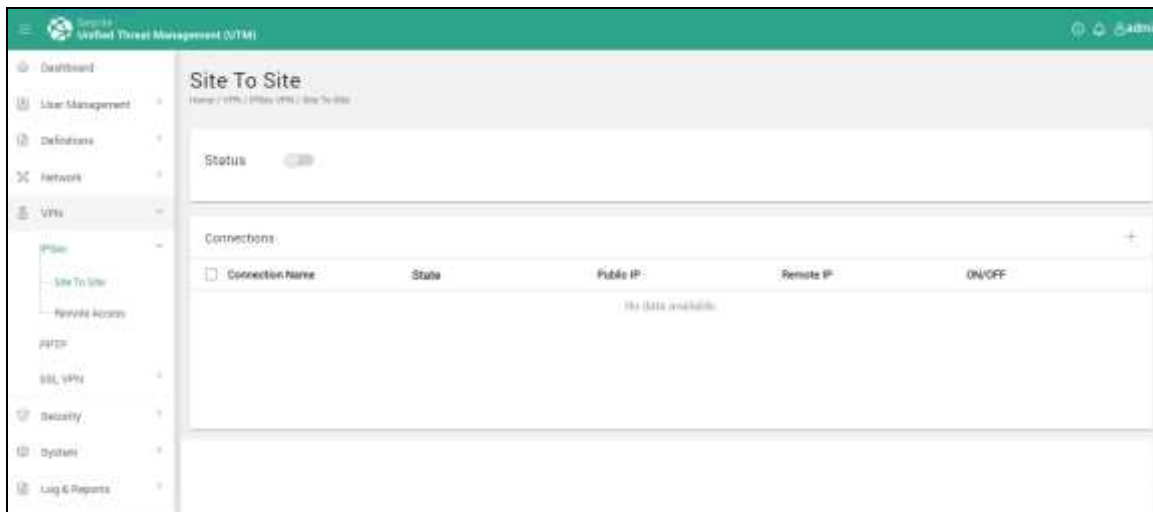 Seqrite
Unified Threat Management (UTM)
admi
Dashboard
User Management
Definitions
Network
VPN
IPSec
Site To Site
Remote Access
PPTP
SSL VPN
Security
System
Log & Reports
Site To Site
Home / VPN / IPSec VPN / Site To Site
Status
Connections
Connection Name State Public IP Remote IP ON/OFF
No data available.